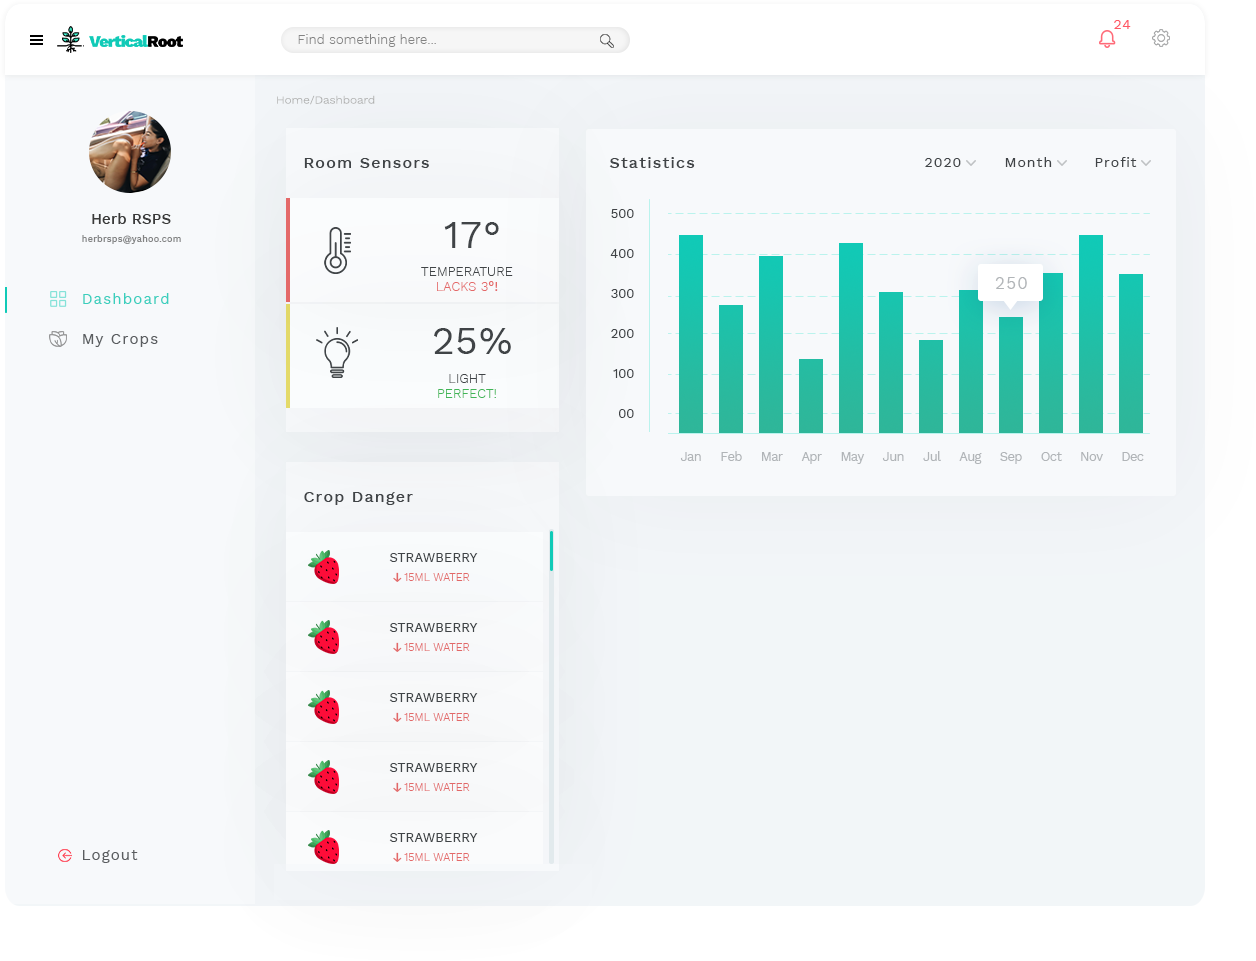 VerticalRoot
Find something here...
24
Home/Dashboard
Herb RSPS
herbrsps@yahoo.com
Dashboard
My Crops
Logout
Room Sensors
17°
TEMPERATURE
LACKS 3°!
25%
LIGHT
PERFECT!
Crop Danger
STRAWBERRY
15ML WATER
STRAWBERRY
15ML WATER
STRAWBERRY
15ML WATER
STRAWBERRY
15ML WATER
STRAWBERRY
15ML WATER
Statistics
2020 Month Profit
500
400
300
200
100
00
250
Jan Feb Mar Apr May Jun Jul Aug Sep Oct Nov Dec